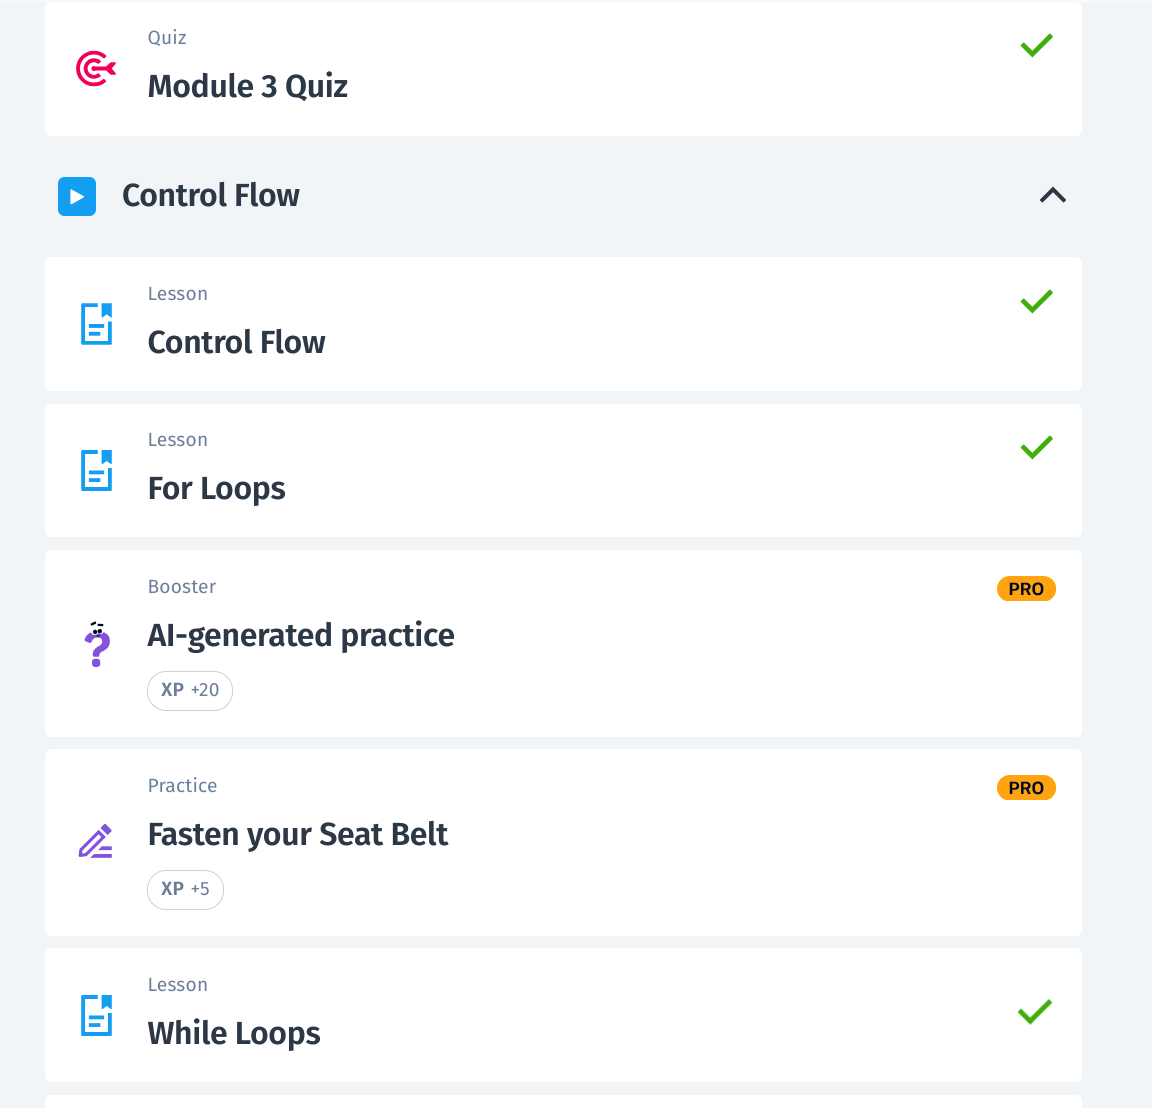 Quiz
Module 3 Quiz
Control Flow
Lesson
Control Flow
Lesson
For Loops
Booster
PRO
AI-generated practice
XP +20
Practice
PRO
Fasten your Seat Belt
XP +5
Lesson
While Loops